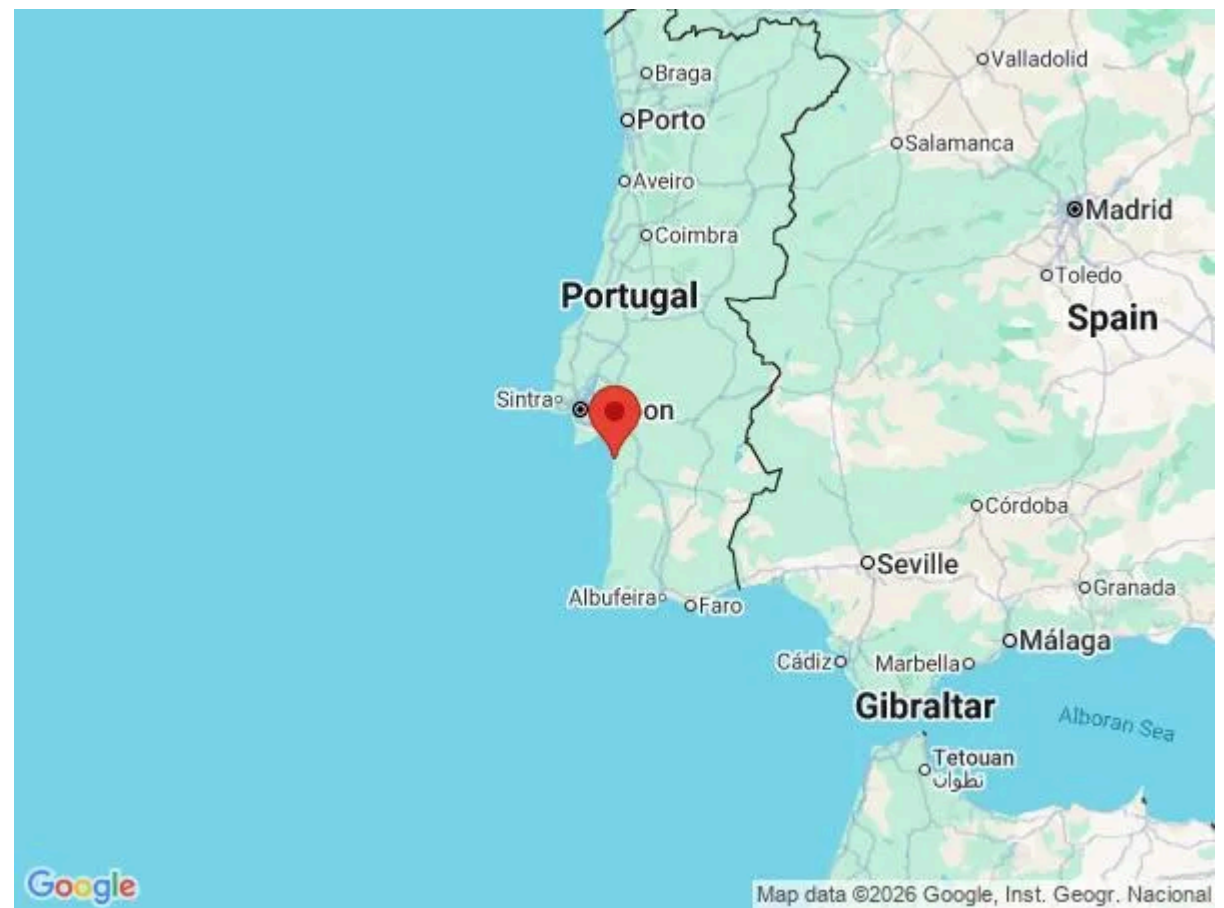 Braga
Valladolid
Porto
Salamanca
Aveiro
Madrid
Coimbra
Toledo
Portugal
Spain
Sintra
on
Córdoba
Seville
Granada
Albufeira
Faro
Málaga
Cádiz
Marbella
Gibraltar
Alboran Sea
Tetouan
تطوان
Google
Map data ©2026 Google, Inst. Geogr. Nacional